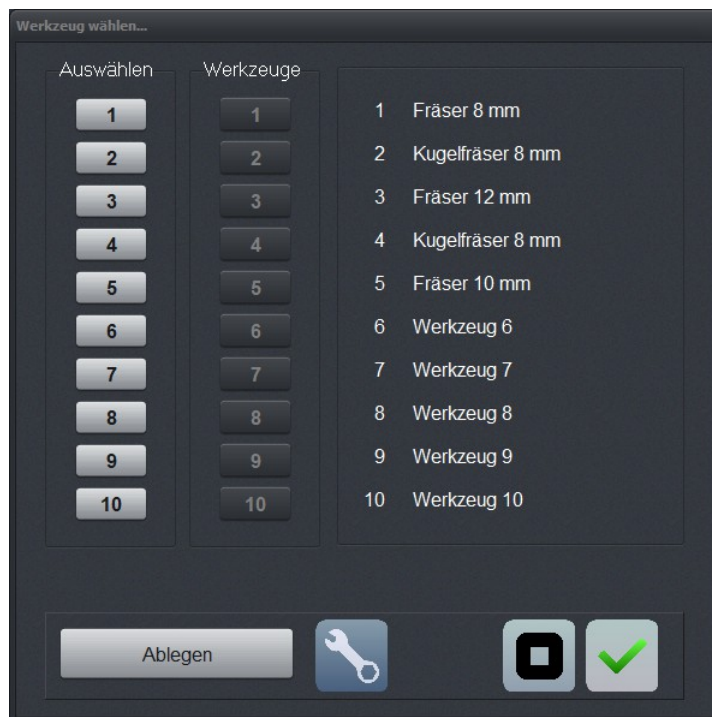 Werkzeug wählen...
Auswählen Werkzeuge
1 1 1 Fräser 8 mm
2 2 2 Kugelfräser 8 mm
3 3 3 Fräser 12 mm
4 4 4 Kugelfräser 8 mm
5 5 5 Fräser 10 mm
6 6 6 Werkzeug 6
7 7 7 Werkzeug 7
8 8 8 Werkzeug 8
9 9 9 Werkzeug 9
10 10 10 Werkzeug 10
Ablegen